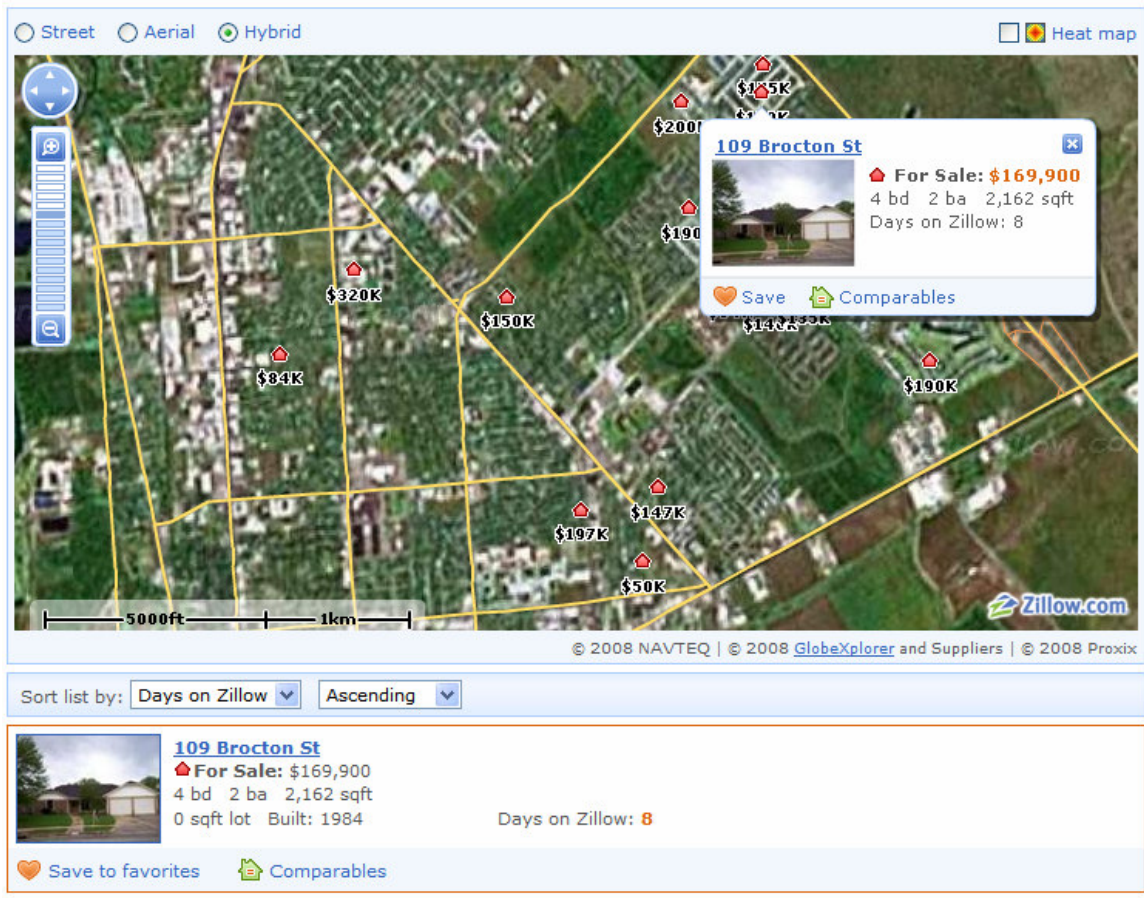 Street Aerial Hybrid Heat map
$200
109 Brocton St
For Sale: $169,900
4 bd 2 ba 2,162 sqft
Days on Zillow: 8
Save Comparables
$190
$320K
$150K
$84K
$190K
$147K
$197K
$50K
5000ft 1km
Zillow.com
© 2008 NAVTEQ | © 2008 GlobeXplorer and Suppliers | © 2008 Proxix
Sort list by: Days on Zillow Ascending
109 Brocton St
For Sale: $169,900
4 bd 2 ba 2,162 sqft
0 sqft lot Built: 1984 Days on Zillow: 8
Save to favorites Comparables